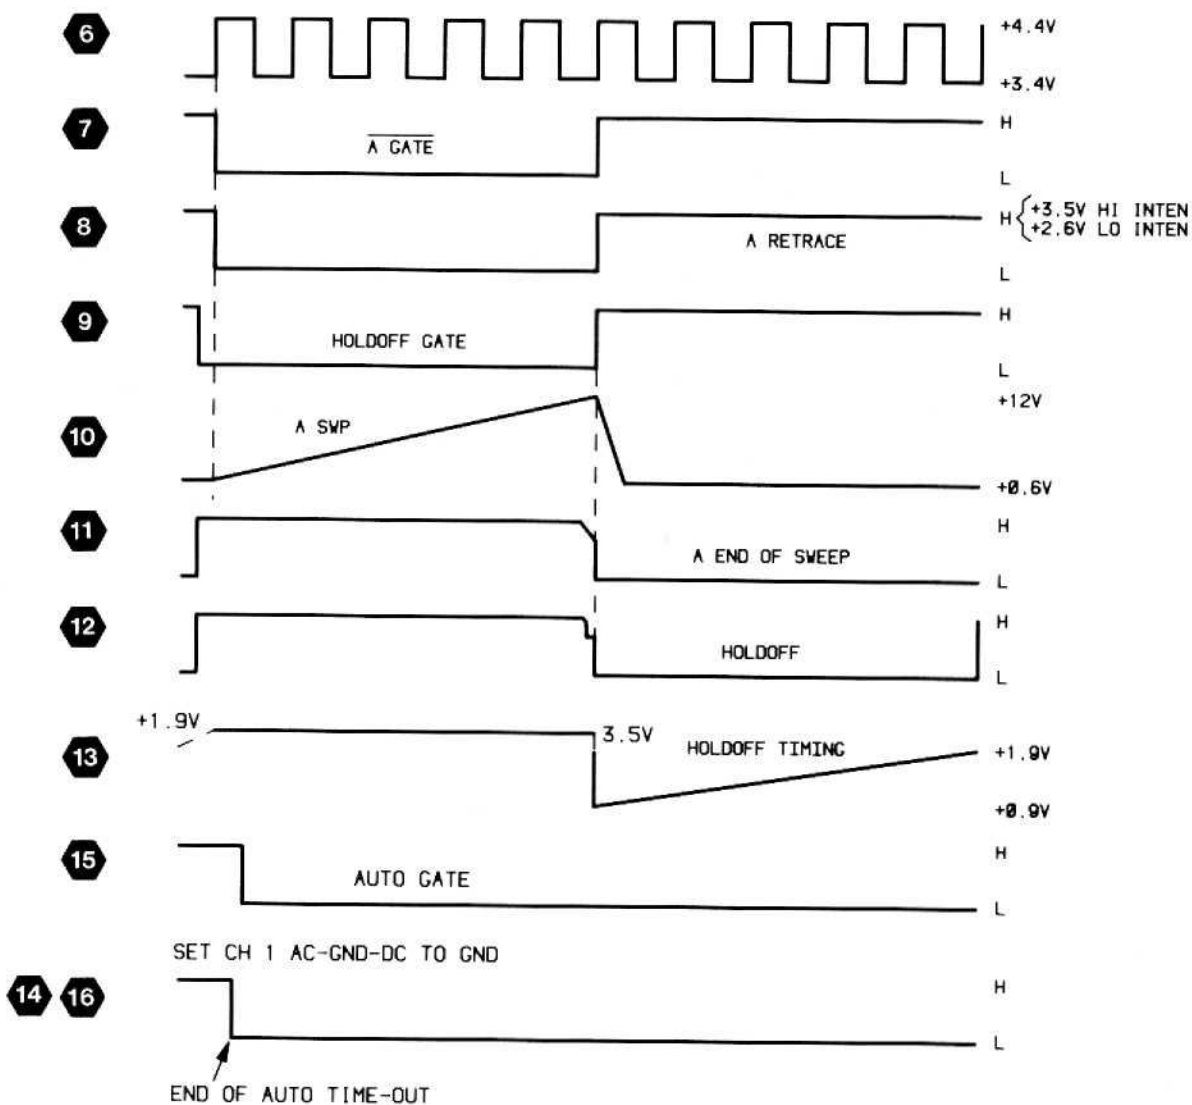 6
+4.4V
+3.4V
7
A GATE
H
L
8
A RETRACE
H
+3.5V HI INTEN
+2.6V LO INTEN
L
9
HOLDOFF GATE
H
L
10
A SWP
+12V
+0.6V
11
A END OF SWEEP
H
L
12
HOLDOFF
H
L
13
+1.9V
3.5V
HOLDOFF TIMING
+1.9V
+0.9V
15
AUTO GATE
H
L
SET CH 1 AC-GND-DC TO GND
14 16
H
L
END OF AUTO TIME-OUT